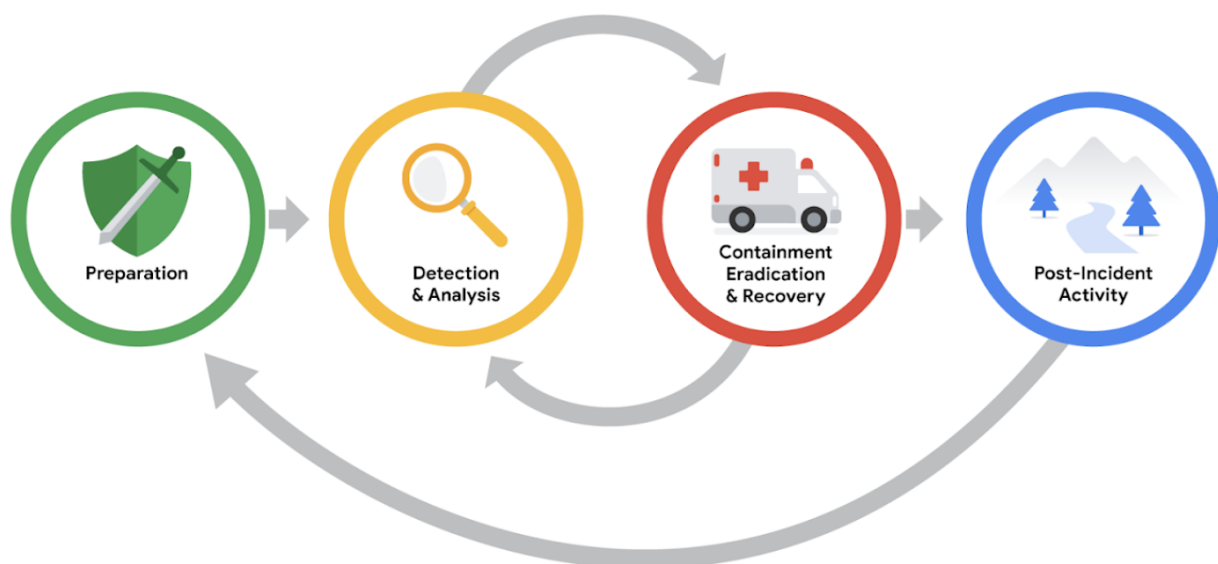 Preparation
Detection
& Analysis
Containment
Eradication
& Recovery
Post-Incident
Activity